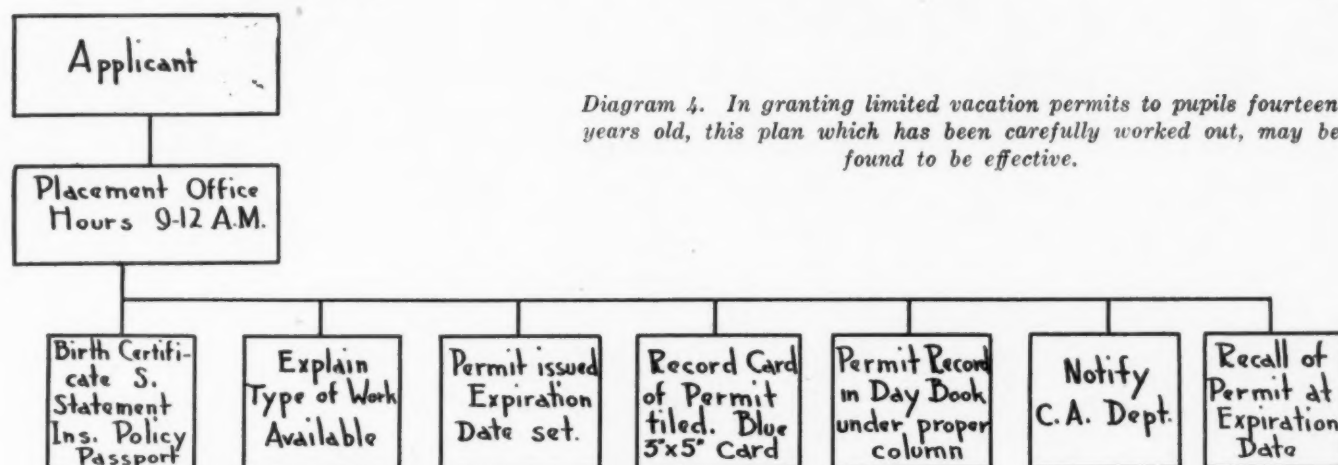 Applicant
Diagram 4. In granting limited vacation permits to pupils fourteen
years old, this plan which has been carefully worked out, may be
found to be effective.
Placement Office
Hours 9-12 A.M.
Birth Certifi-
cate S.
Statement
Ins. Policy
Passport
Explain
Type of Work
Available
Permit issued
Expiration
Date set.
Record Card
of Permit
tiled. Blue
3"x5" Card
Permit Record
in Day Book
under proper
column
Notify
C.A. Dept.
Recall of
Permit at
Expiration
Date